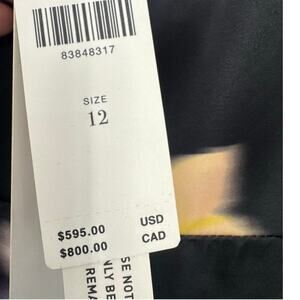 83848317
SIZE
12
$595.00 USD
$800.00 CAD
SE NOT
NLY BE
REMA